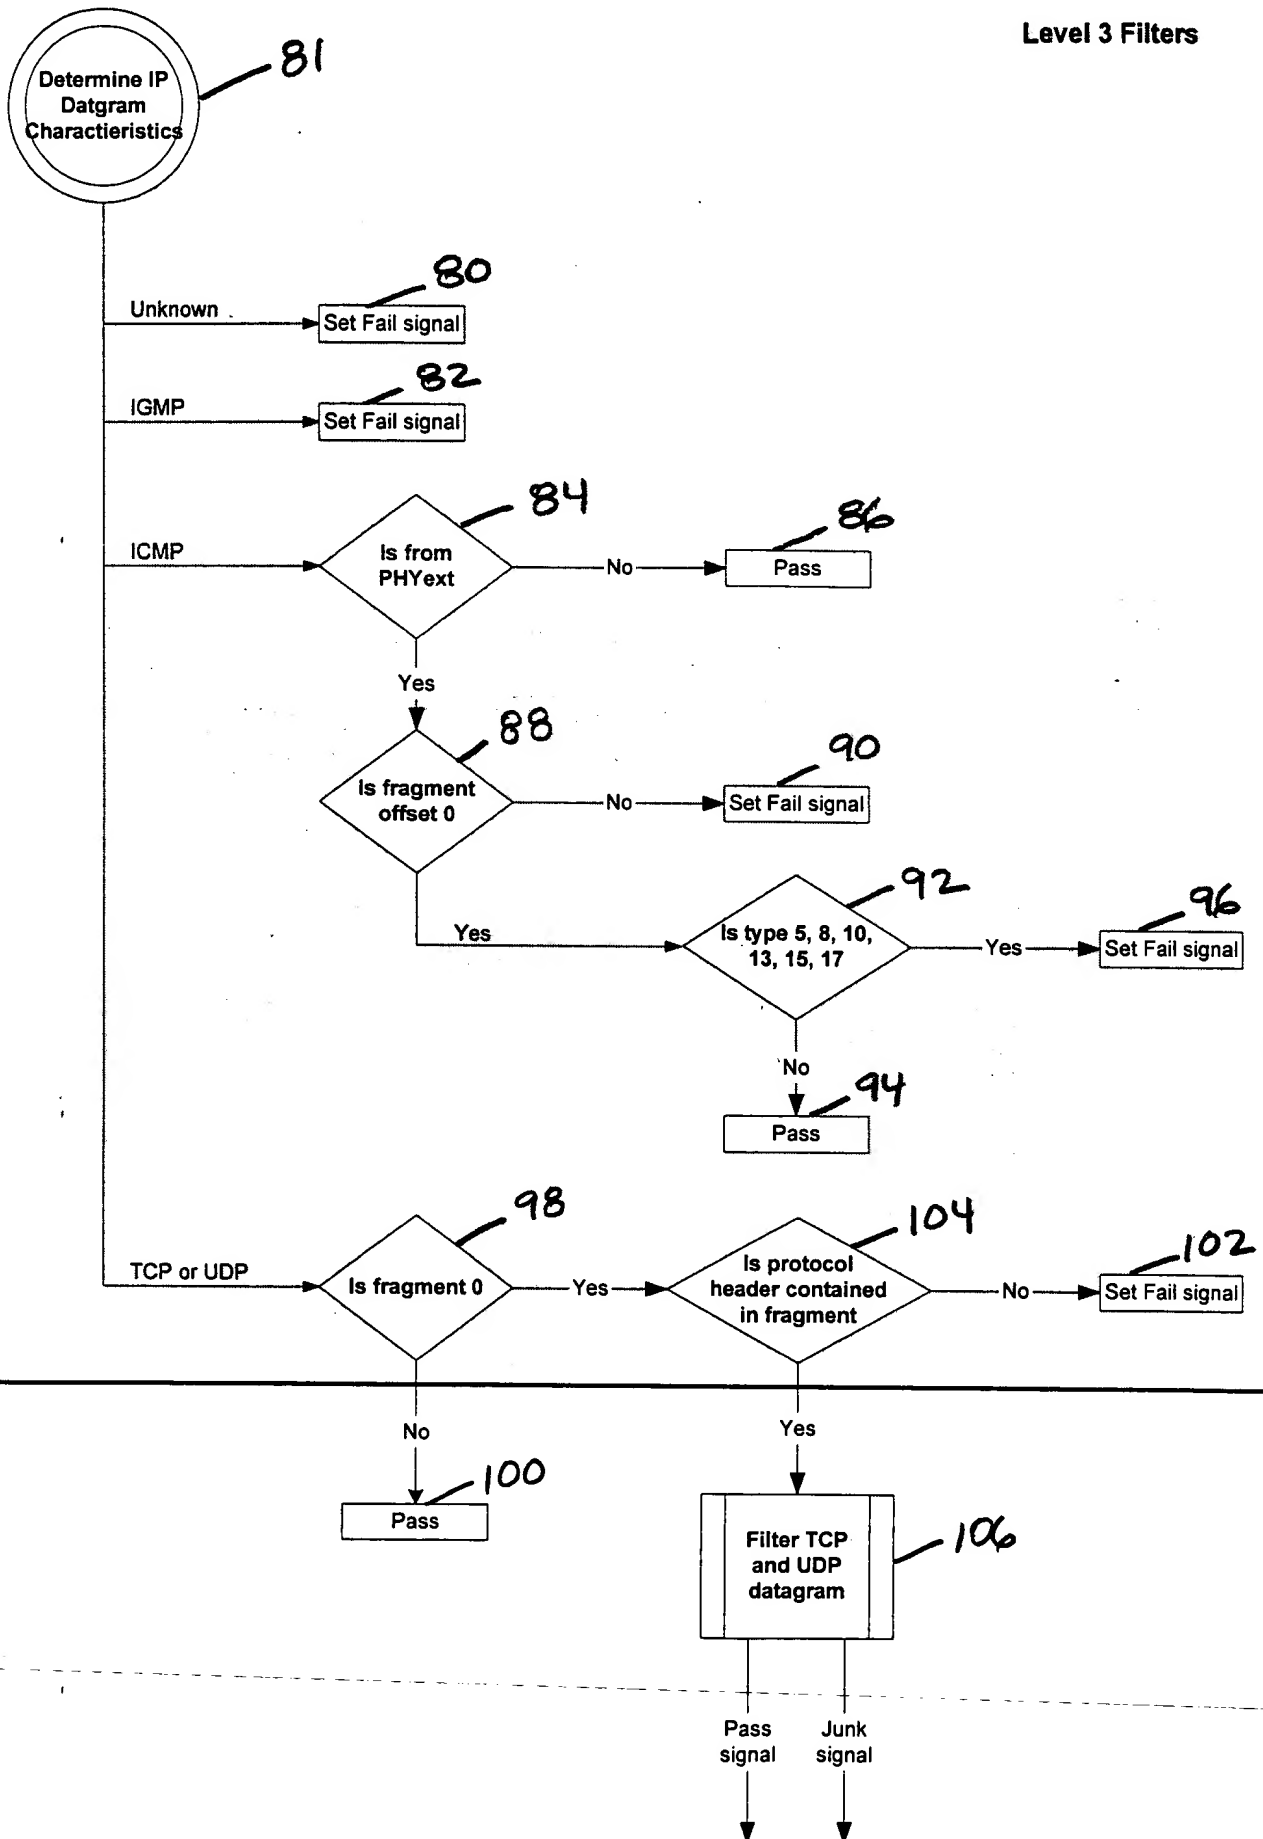 Level 3 Filters
81
Determine IP
Datgram
Charactieristics
80
Unknown
Set Fail signal
82
IGMP
Set Fail signal
84
86
ICMP
Is from
PHYext
No
Pass
Yes
88
90
Is fragment
offset 0
No
Set Fail signal
92
96
Yes
Is type 5, 8, 10,
13, 15, 17
Yes
Set Fail signal
No
94
Pass
98
104
102
TCP or UDP
Is fragment 0
Yes
Is protocol
header contained
in fragment
No
Set Fail signal
No
Yes
100
Pass
106
Filter TCP
and UDP
datagram
Pass
signal
Junk
signal